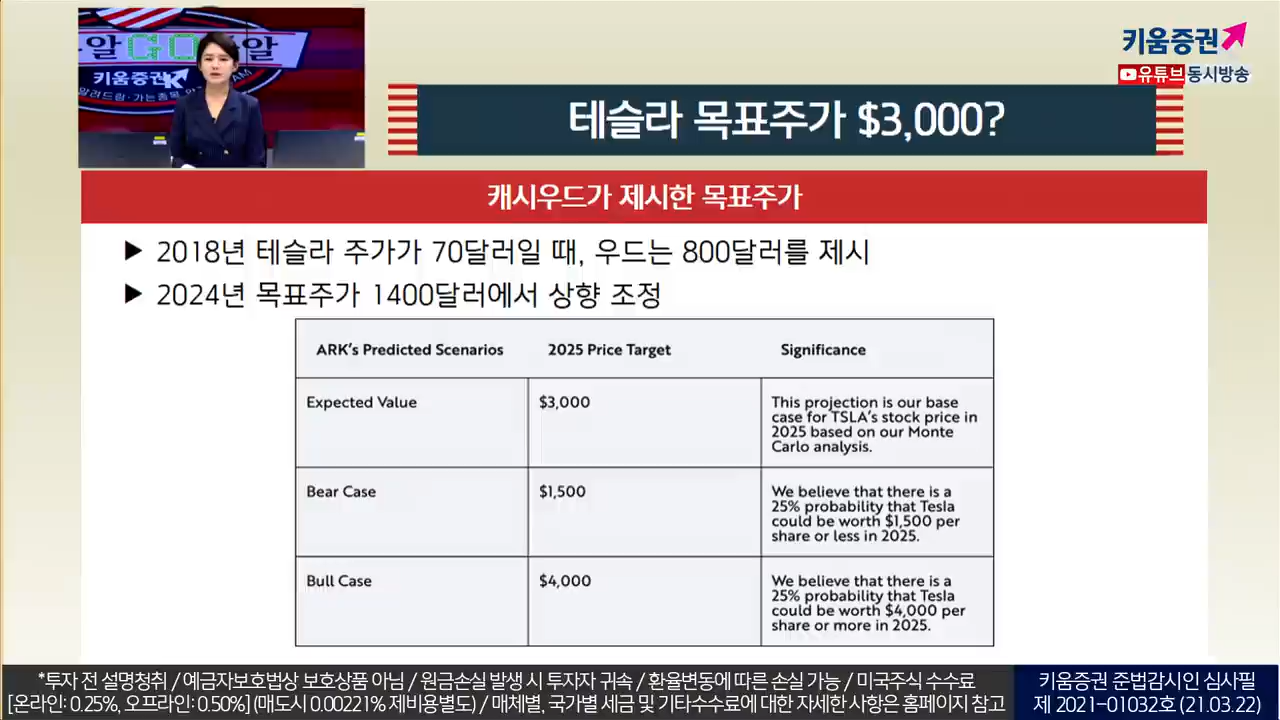 알GO 알
키움증권
키움증권
유튜브동시방송
테슬라 목표주가 $3,000?
캐시우드가 제시한 목표주가
▶ 2018년 테슬라 주가가 70달러일 때, 우드는 800달러를 제시
▶ 2024년 목표주가 1400달러에서 상향 조정
ARK's Predicted Scenarios 2025 Price Target Significance
Expected Value $3,000 This projection is our base
case for TSLA's stock price in
2025 based on our Monte
Carlo analysis.
Bear Case $1,500 We believe that there is a
25% probability that Tesla
could be worth $1,500 per
share or less in 2025.
Bull Case $4,000 We believe that there is a
25% probability that Tesla
could be worth $4,000 per
share or more in 2025.
*투자 전 설명청취 / 예금자보호법상 보호상품 아님 / 원금손실 발생 시 투자자 귀속 / 환율변동에 따른 손실 가능 / 미국주식 수수료
[온라인: 0.25%, 오프라인: 0.50%] (매도시 0.00221% 제비용별도) / 매체별, 국가별 세금 및 기타수수료에 대한 자세한 사항은 홈페이지 참고
키움증권 준법감시인 심사필
제 2021-01032호 (21.03.22)